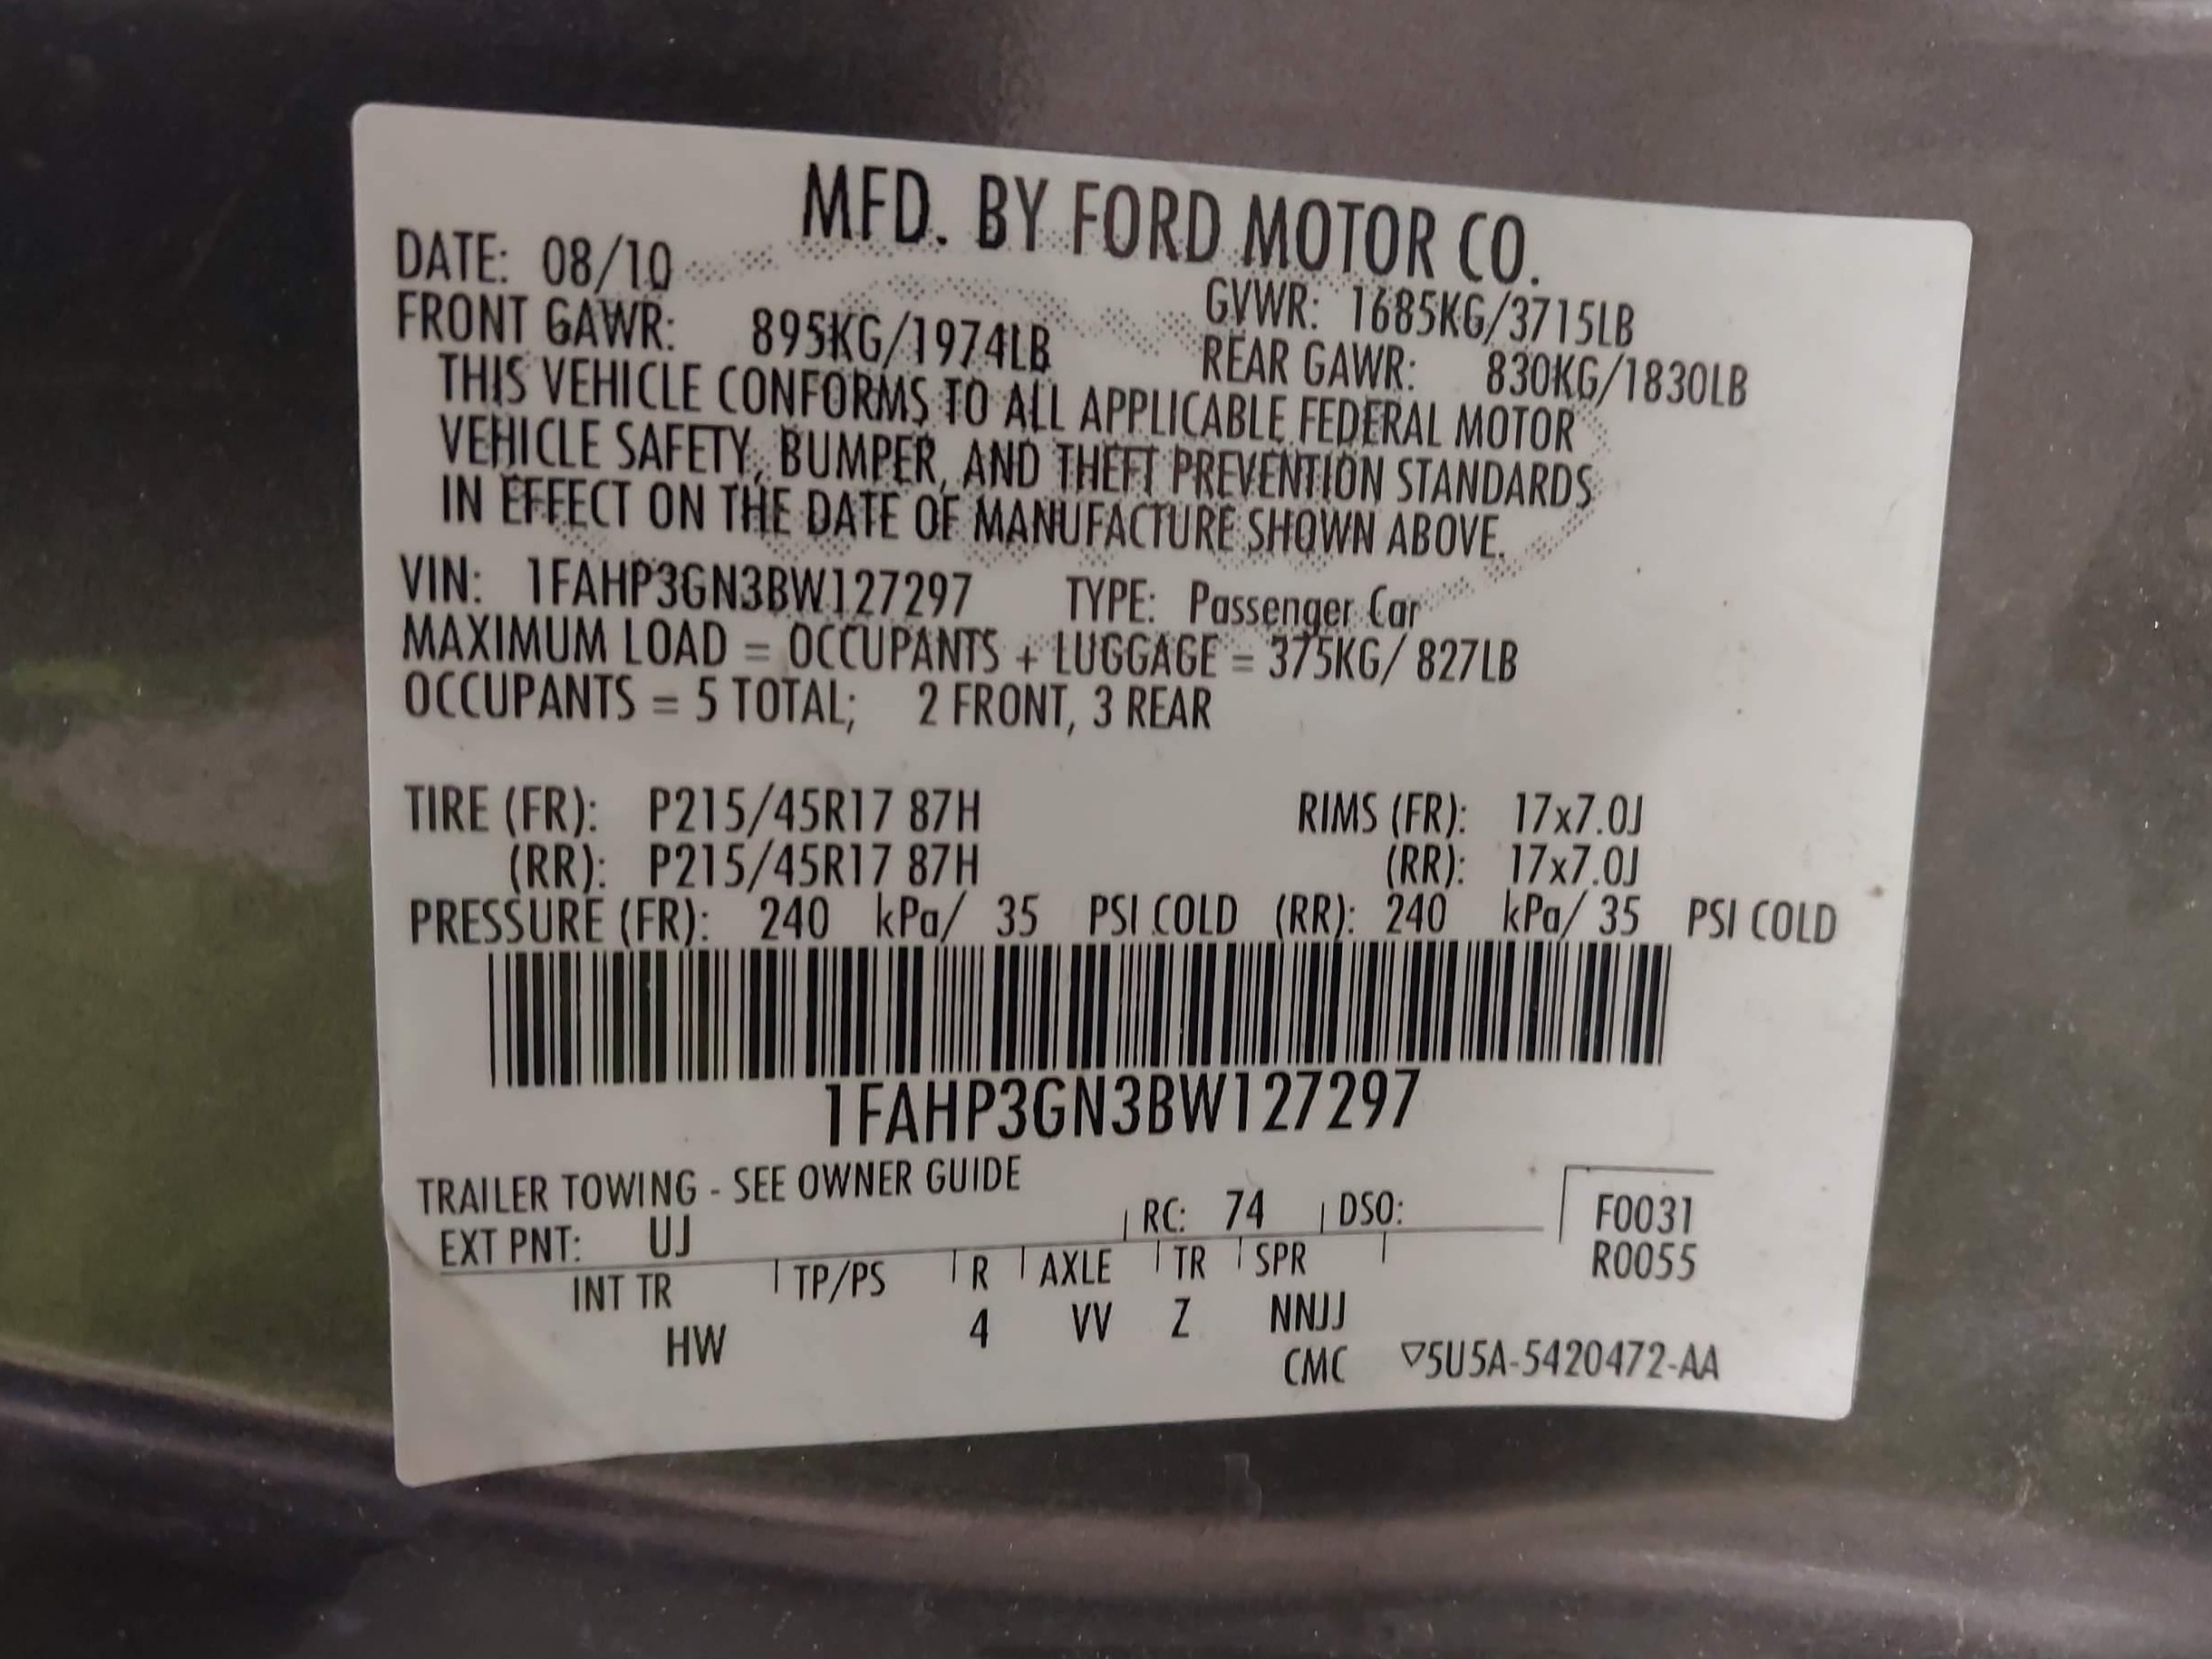 MFD. BY FORD MOTOR CO.
DATE: 08/10 GVWR: 1685KG/3715LB
FRONT GAWR: 895KG/1974LB REAR GAWR: 830KG/1830LB
THIS VEHICLE CONFORMS TO ALL APPLICABLE FEDERAL MOTOR
VEHICLE SAFETY, BUMPER, AND THEFT PREVENTION STANDARDS
IN EFFECT ON THE DATE OF MANUFACTURE SHOWN ABOVE.
VIN: 1FAHP3GN3BW127297 TYPE: Passenger Car
MAXIMUM LOAD = OCCUPANTS + LUGGAGE = 375KG/ 827LB
OCCUPANTS = 5 TOTAL; 2 FRONT, 3 REAR
TIRE (FR): P215/45R17 87H RIMS (FR): 17x7.0J
(RR): P215/45R17 87H (RR): 17x7.0J
PRESSURE (FR): 240 kPa/ 35 PSI COLD (RR): 240 kPa/ 35 PSI COLD
1FAHP3GN3BW127297
TRAILER TOWING - SEE OWNER GUIDE
EXT PNT: UJ RC: 74 DSO: F0031
INT TR TP/PS R AXLE TR SPR R0055
HW 4 VV Z NNJJ
CMC ▽5U5A-5420472-AA